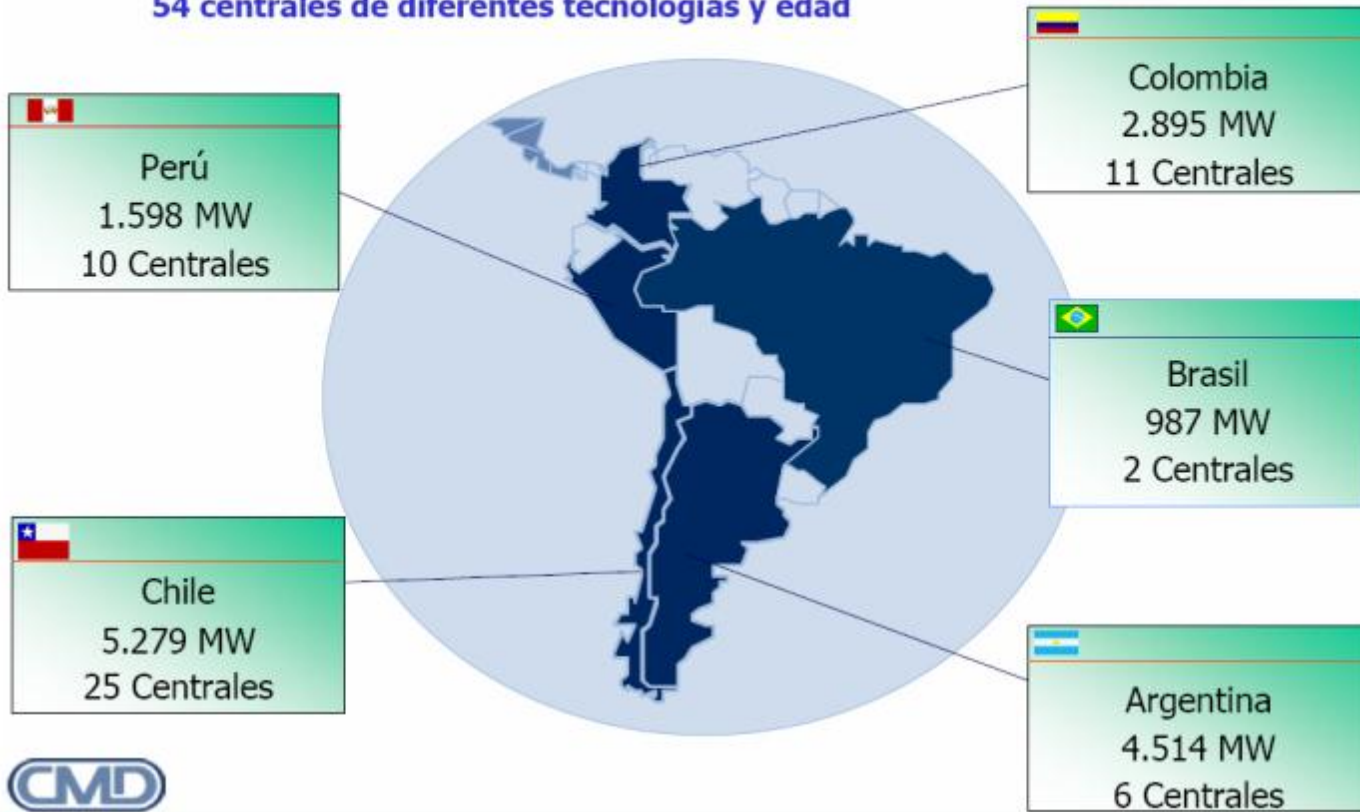 54 centrales de diferentes tecnologías y edad
Colombia
2.895 MW
11 Centrales
Perú
1.598 MW
10 Centrales
Brasil
987 MW
2 Centrales
Chile
5.279 MW
25 Centrales
Argentina
4.514 MW
6 Centrales
CMD